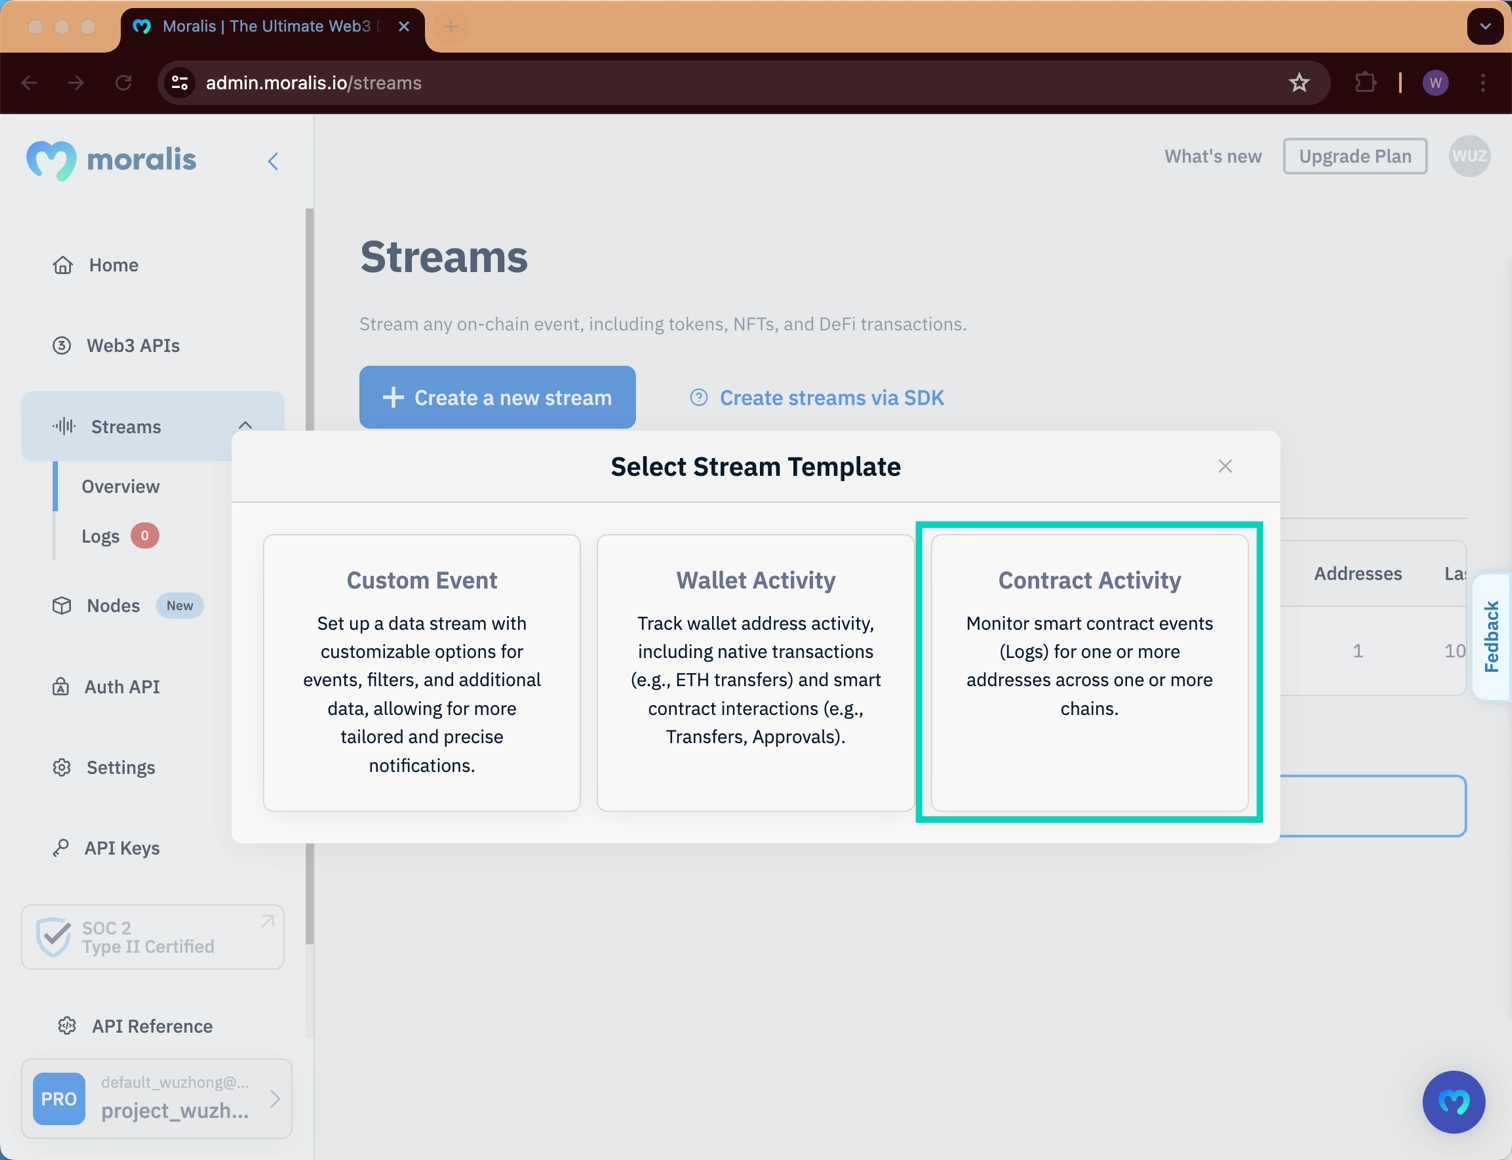 Moralis | The Ultimate Web3
admin.moralis.io/streams
W
moralis
What's new
Upgrade Plan
WUZ
Home
Web3 APIs
Streams
Overview
Logs 0
Nodes New
Auth API
Settings
API Keys
SOC 2
Type II Certified
API Reference
PRO
default_wuzhong@...
project_wuzh...
Streams
Stream any on-chain event, including tokens, NFTs, and DeFi transactions.
+ Create a new stream
Create streams via SDK
Select Stream Template
Custom Event
Set up a data stream with
customizable options for
events, filters, and additional
data, allowing for more
tailored and precise
notifications.
Wallet Activity
Track wallet address activity,
including native transactions
(e.g., ETH transfers) and smart
contract interactions (e.g.,
Transfers, Approvals).
Contract Activity
Monitor smart contract events
(Logs) for one or more
addresses across one or more
chains.
Addresses
1
10
Feedback